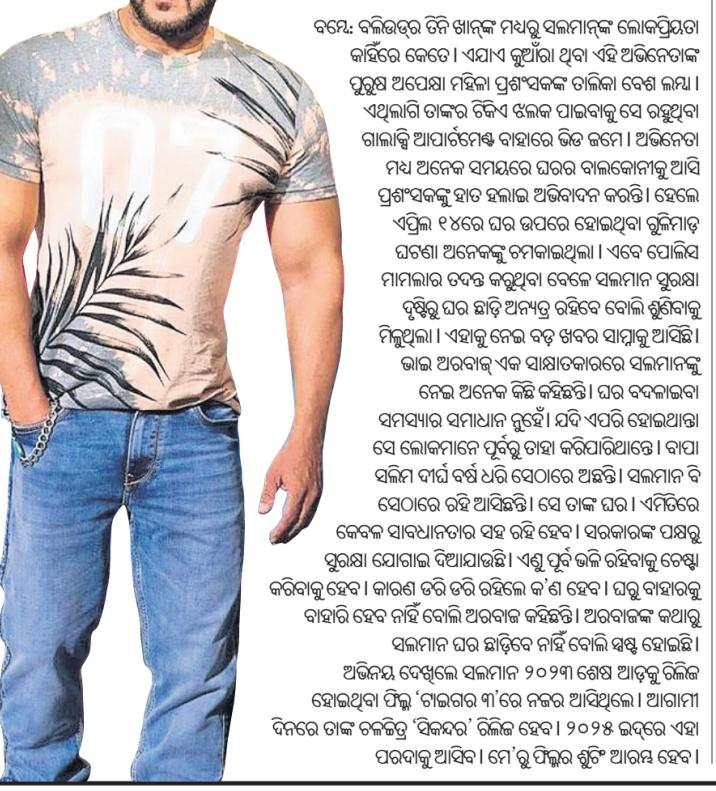 07
ବମ୍ବେ: ବଲିଉଡ୍‌ର ତିନି ଖାନ୍‌ଙ୍କ ମଧ୍ୟରୁ ସଲମାନ୍‌ଙ୍କ ଲୋକପ୍ରିୟତା
କାହିଁରେ କେତେ । ଏଯାଏ କୁଆଁରା ଥିବା ଏହି ଅଭିନେତାଙ୍କ
ପୁରୁଷ ଅପେକ୍ଷା ମହିଳା ପ୍ରଶଂସକଙ୍କ ତାଲିକା ବେଶ ଲମ୍ବା ।
ଏଥିଲାଗି ତାଙ୍କର ଟିକିଏ ଝଲକ ପାଇବାକୁ ସେ ରହୁଥିବା
ଗାଲାକ୍ସି ଆପାର୍ଟମେଣ୍ଟ ବାହାରେ ଭିଡ ଜମେ । ଅଭିନେତା
ମଧ୍ୟ ଅନେକ ସମୟରେ ଘରର ବାଲକୋନୀକୁ ଆସି
ପ୍ରଶଂସକଙ୍କୁ ହାତ ହଲାଇ ଅଭିବାଦନ କରନ୍ତି । ହେଲେ
ଏପ୍ରିଲ ୧୪ରେ ଘର ଉପରେ ହୋଇଥିବା ଗୁଳିମାଡ଼
ଘଟଣା ଅନେକଙ୍କୁ ଚମକାଇଥିଲା । ଏବେ ପୋଲିସ
ମାମଲାର ତଦନ୍ତ କରୁଥିବା ବେଳେ ସଲମାନ ସୁରକ୍ଷା
ଦୃଷ୍ଟିରୁ ଘର ଛାଡ଼ି ଅନ୍ୟତ୍ର ରହିବେ ବୋଲି ଶୁଣିବାକୁ
ମିଳୁଥିଲା । ଏହାକୁ ନେଇ ବଡ଼ ଖବର ସାମ୍ନାକୁ ଆସିଛି ।
ଭାଇ ଅରବାଜ୍ ଏକ ସାକ୍ଷାତକାରରେ ସଲମାନଙ୍କୁ
ନେଇ ଅନେକ କିଛି କହିଛନ୍ତି । ଘର ବଦଳାଇବା
ସମସ୍ୟାର ସମାଧାନ ନୁହେଁ । ଯଦି ଏପରି ହୋଇଥାନ୍ତା
ସେ ଲୋକମାନେ ପୂର୍ବରୁ ତାହା କରିପାରିଥାନ୍ତେ । ବାପା
ସଲିମ ଦୀର୍ଘ ବର୍ଷ ଧରି ସେଠାରେ ଅଛନ୍ତି । ସଲମାନ ବି
ସେଠାରେ ରହି ଆସିଛନ୍ତି । ସେ ତାଙ୍କ ଘର । ଏମିତିରେ
କେବଳ ସାବଧାନତାର ସହ ରହି ହେବ । ସରକାରଙ୍କ ପକ୍ଷରୁ
ସୁରକ୍ଷା ଯୋଗାଇ ଦିଆଯାଉଛି । ଏଣୁ ପୂର୍ବ ଭଳି ରହିବାକୁ ଚେଷ୍ଟା
କରିବାକୁ ହେବ । କାରଣ ଡରି ଡରି ରହିଲେ କ'ଣ ହେବ । ଘରୁ ବାହାରକୁ
ବାହାରି ହେବ ନାହିଁ ବୋଲି ଅରବାଜ କହିଛନ୍ତି । ଅରବାଜଙ୍କ କଥାରୁ
ସଲମାନ ଘର ଛାଡ଼ିବେ ନାହିଁ ବୋଲି ସ୍ପଷ୍ଟ ହୋଇଛି ।
ଅଭିନୟ ଦେଖିଲେ ସଲମାନ ୨୦୨୩ ଶେଷ ଆଡ଼କୁ ରିଲିଜ
ହୋଇଥିବା ଫିଲ୍ମ ‘ଟାଇଗର ୩’ରେ ନଜର ଆସିଥିଲେ । ଆଗାମୀ
ଦିନରେ ତାଙ୍କ ଚଳଚ୍ଚିତ୍ର ‘ସିକନ୍ଦର’ ରିଲିଜ ହେବ । ୨୦୨୫ ଇଦ୍‌ରେ ଏହା
ପରଦାକୁ ଆସିବ । ମେ'ରୁ ଫିଲ୍ମର ଶୁଟିଂ ଆରମ୍ଭ ହେବ ।